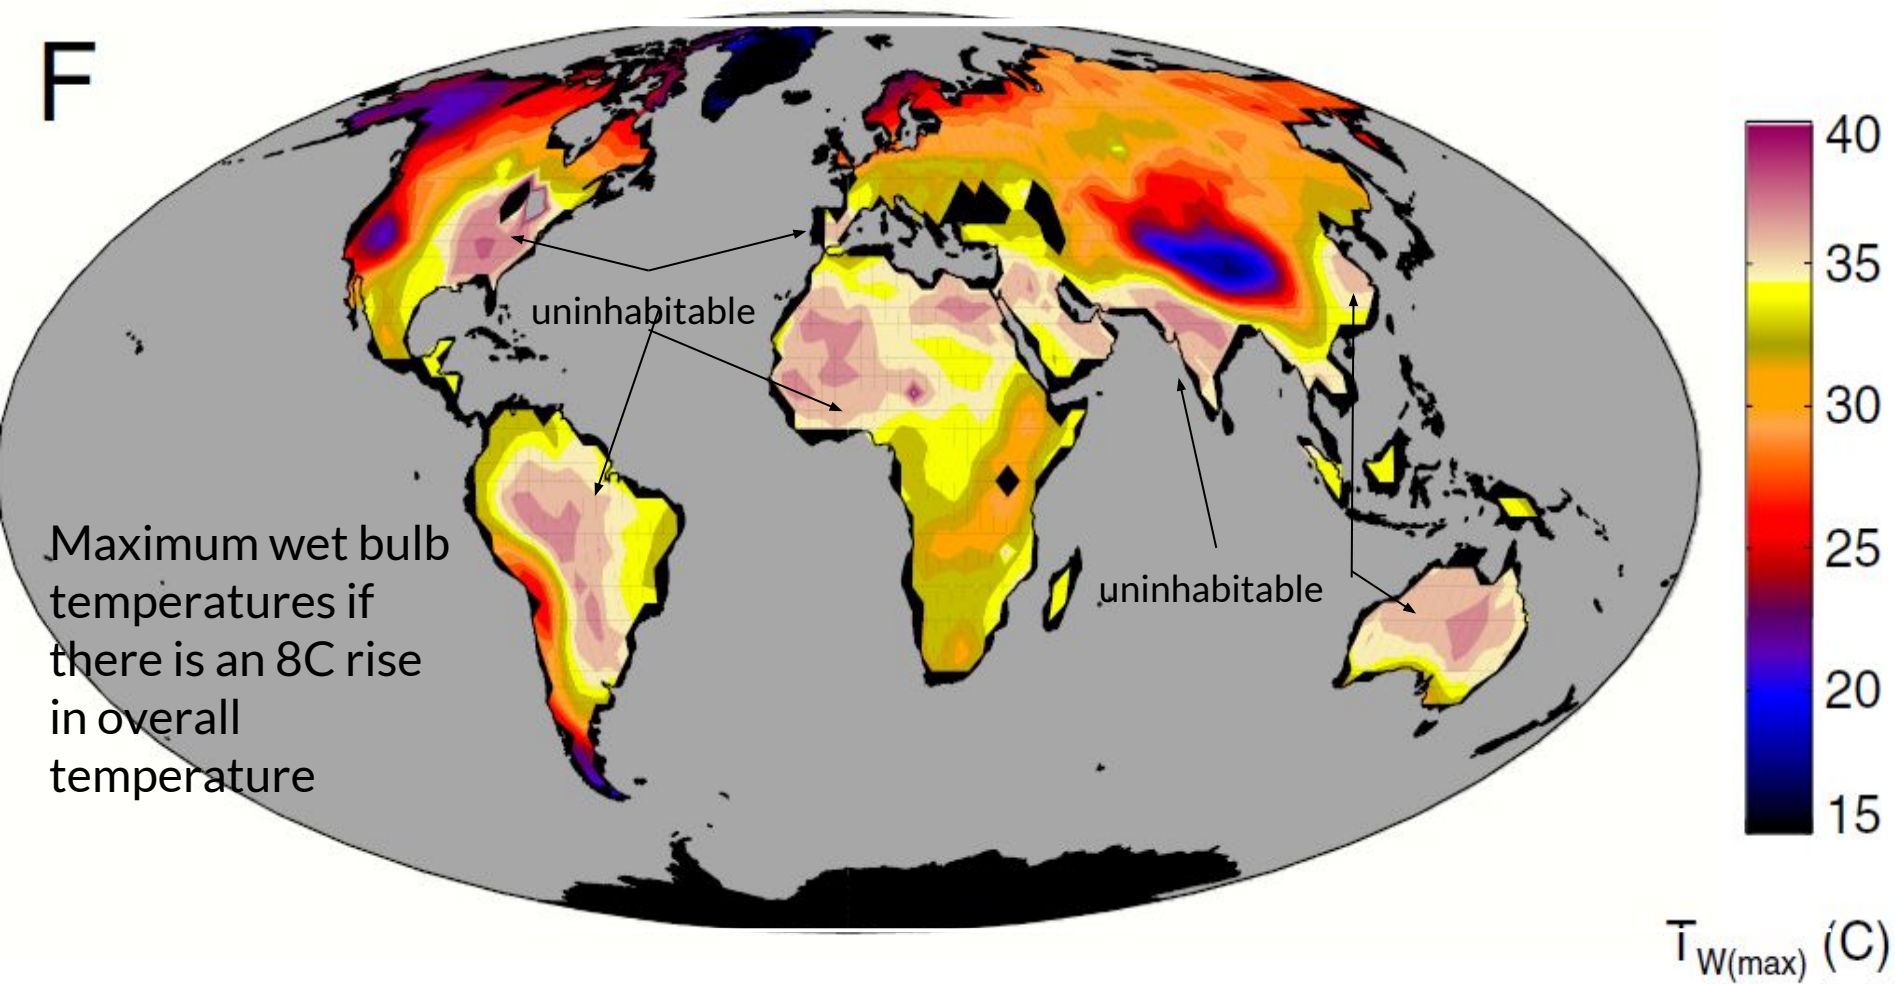 F
40
35
30
25
20
15
uninhabitable
Maximum wet bulb
temperatures if
there is an 8C rise
in overall
temperature
uninhabitable
TW(max) (C)